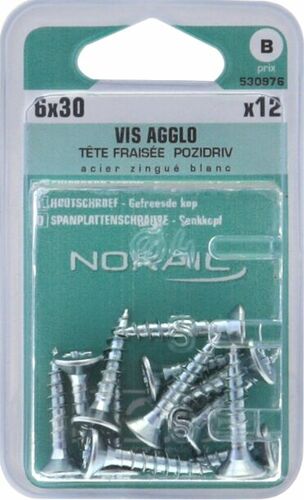 B
prix
530976
6x30 x12
VIS AGGLO
TÊTE FRAISÉE POZIDRIV
acier zingué blanc
HOUTSCHROEF - Gefreesde kop
SPANPLATTENSCHRAUBE - Senkkopf
NORAIL